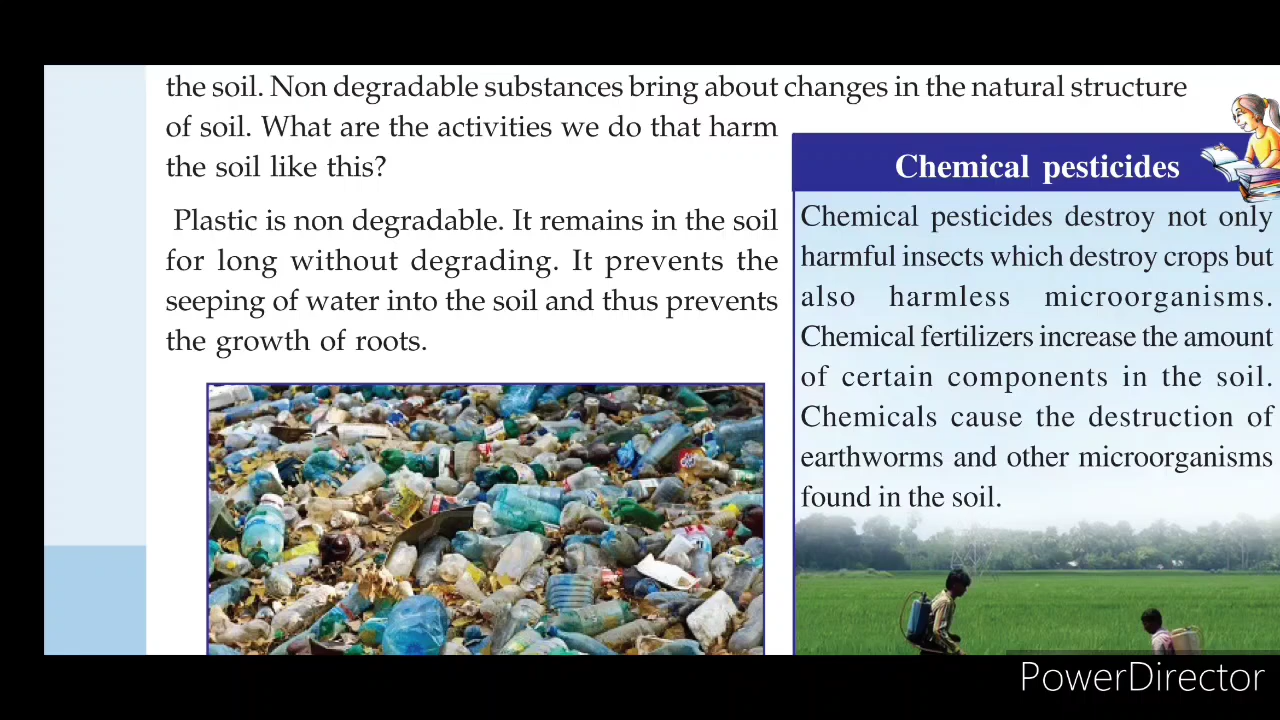 the soil. Non degradable substances bring about changes in the natural structure
of soil. What are the activities we do that harm
the soil like this?
Plastic is non degradable. It remains in the soil
for long without degrading. It prevents the
seeping of water into the soil and thus prevents
the growth of roots.
Chemical pesticides
Chemical pesticides destroy not only
harmful insects which destroy crops but
also harmless microorganisms.
Chemical fertilizers increase the amount
of certain components in the soil.
Chemicals cause the destruction of
earthworms and other microorganisms
found in the soil.
PowerDirector